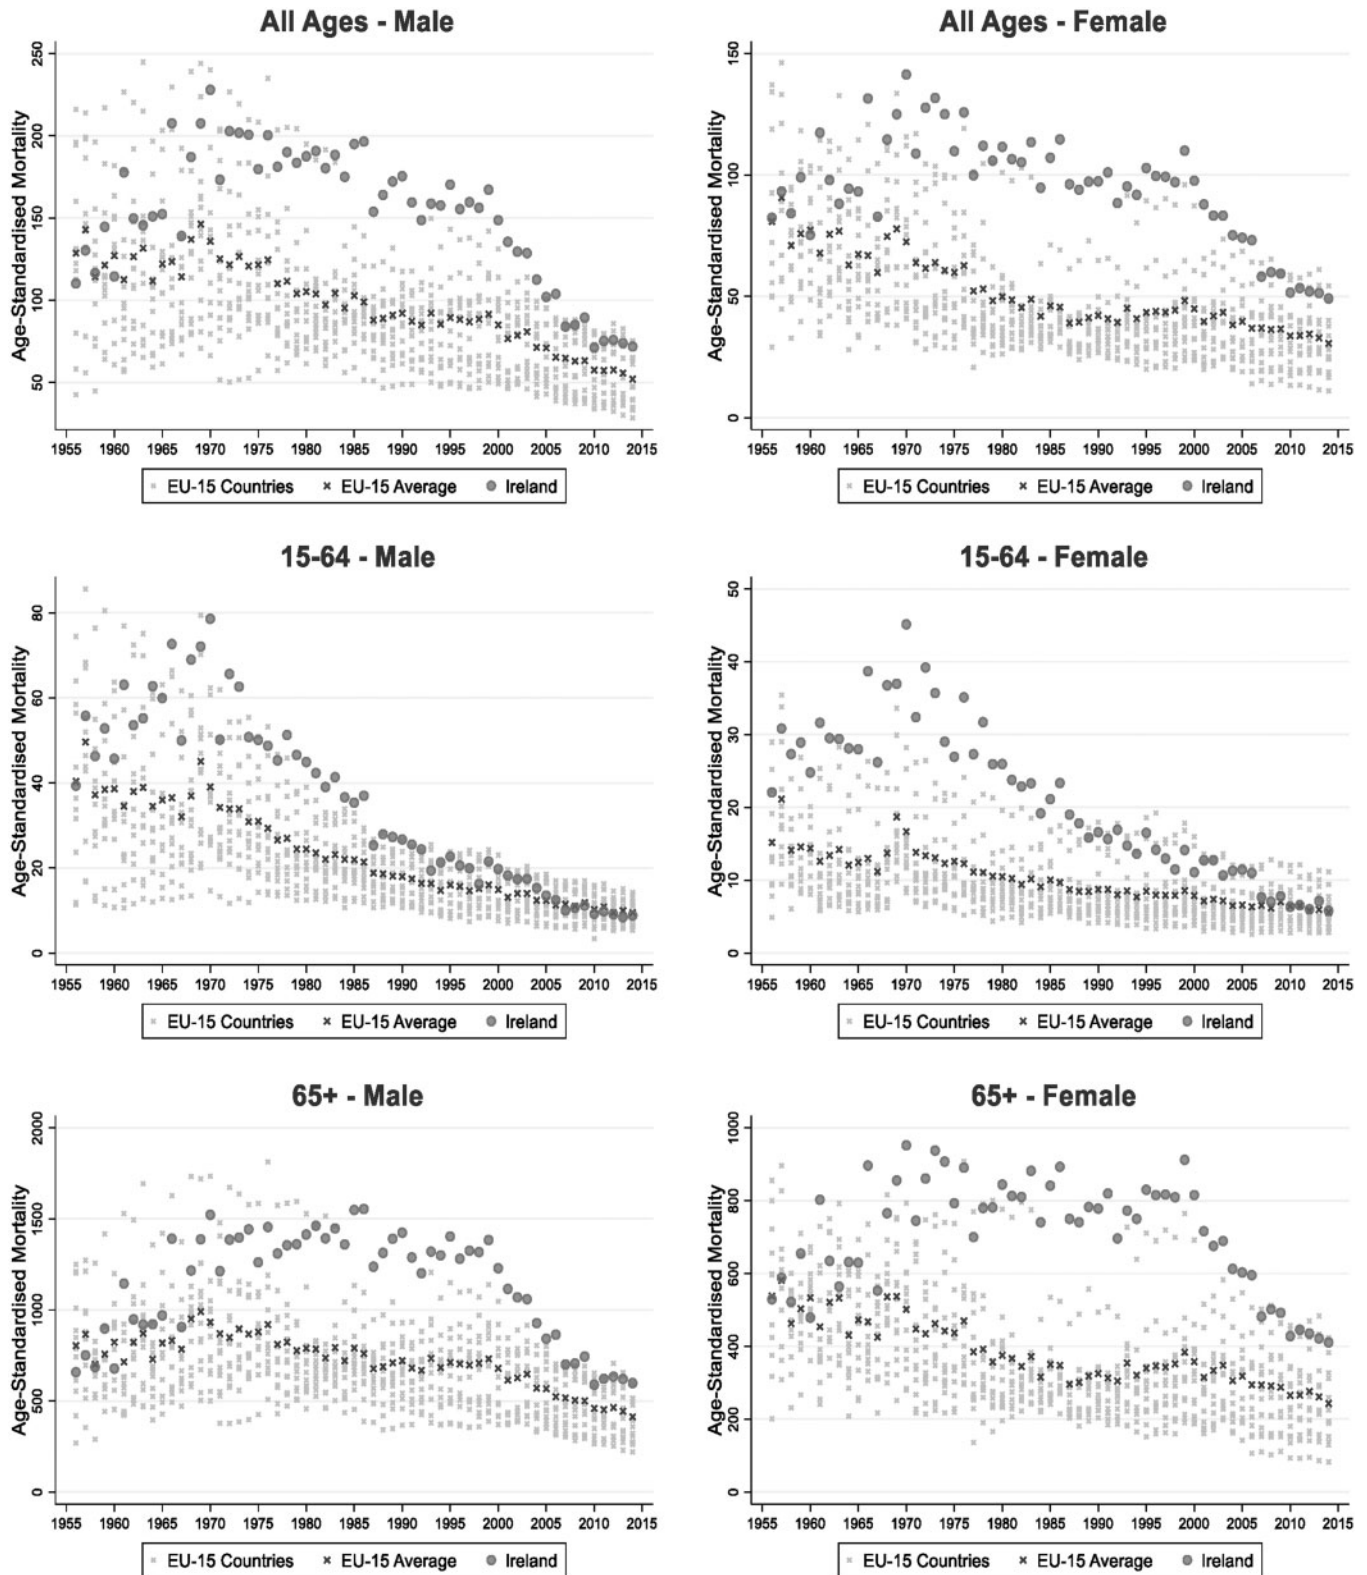 All Ages - Male
Age-Standardised Mortality
250
200
150
100
50
1955 1960 1965 1970 1975 1980 1985 1990 1995 2000 2005 2010 2015
EU-15 Countries EU-15 Average Ireland
All Ages - Female
Age-Standardised Mortality
150
100
50
0
1955 1960 1965 1970 1975 1980 1985 1990 1995 2000 2005 2010 2015
EU-15 Countries EU-15 Average Ireland
15-64 - Male
Age-Standardised Mortality
80
60
40
20
0
1955 1960 1965 1970 1975 1980 1985 1990 1995 2000 2005 2010 2015
EU-15 Countries EU-15 Average Ireland
15-64 - Female
Age-Standardised Mortality
50
40
30
20
10
0
1955 1960 1965 1970 1975 1980 1985 1990 1995 2000 2005 2010 2015
EU-15 Countries EU-15 Average Ireland
65+ - Male
Age-Standardised Mortality
2000
1500
1000
500
0
1955 1960 1965 1970 1975 1980 1985 1990 1995 2000 2005 2010 2015
EU-15 Countries EU-15 Average Ireland
65+ - Female
Age-Standardised Mortality
1000
800
600
400
200
0
1955 1960 1965 1970 1975 1980 1985 1990 1995 2000 2005 2010 2015
EU-15 Countries EU-15 Average Ireland